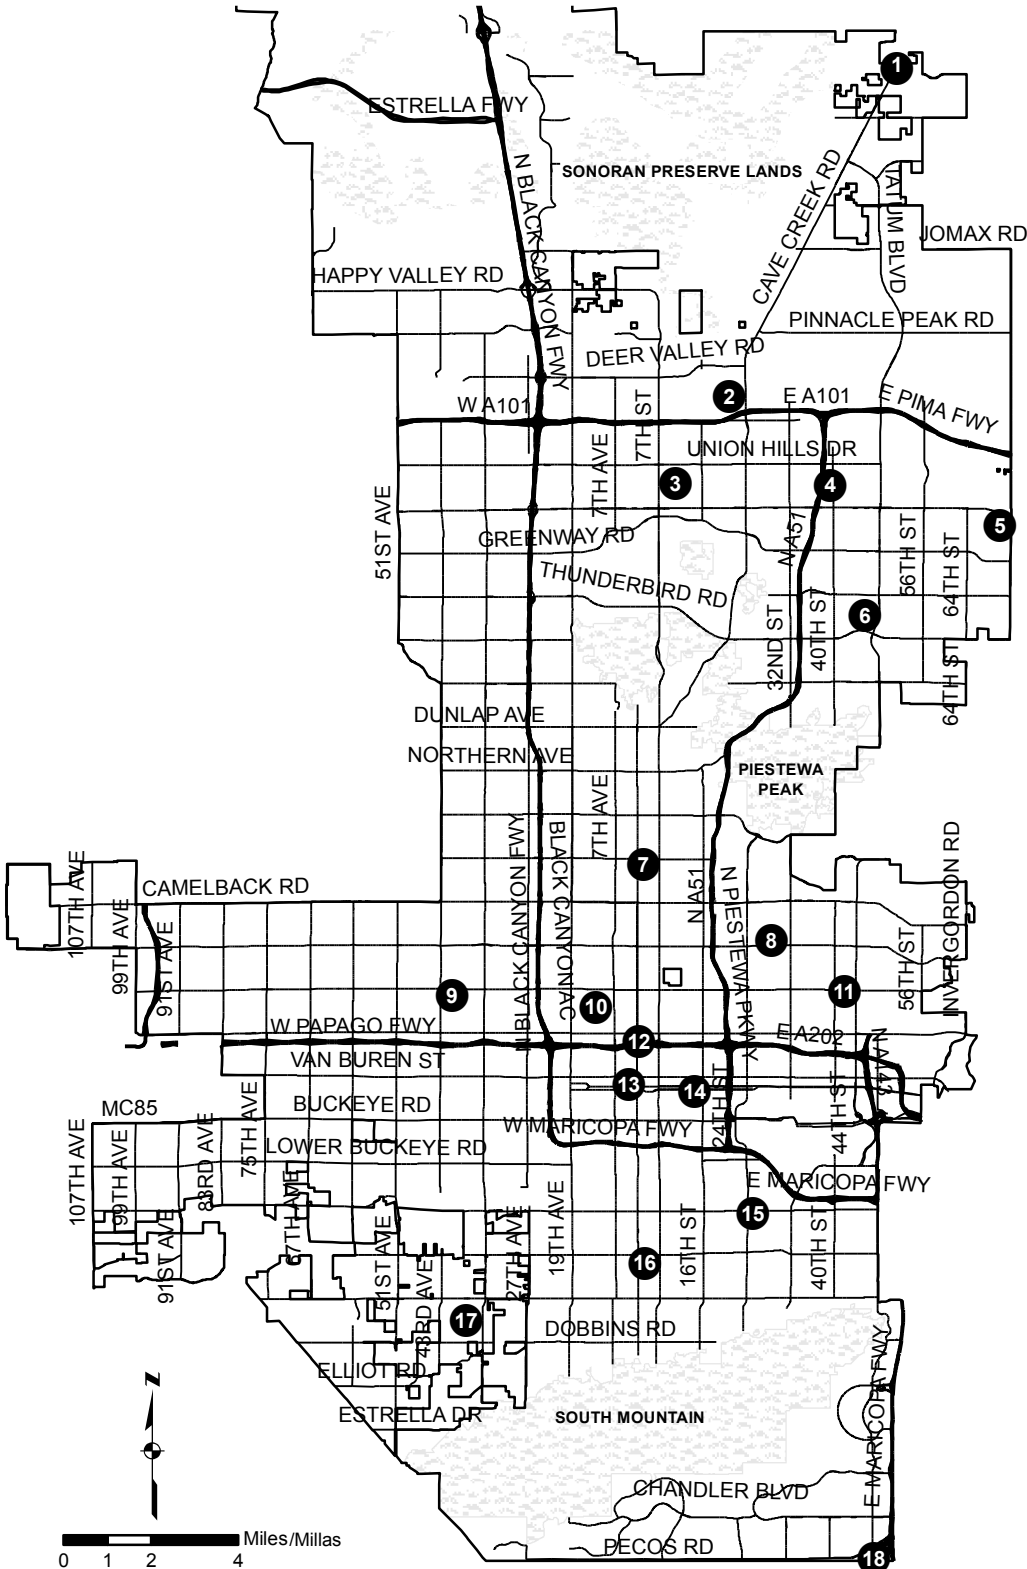 1
ESTRELLA FWY
N BLACK CANYON FWY
SONORAN PRESERVE LANDS
CAVE CREEK RD
TATUM BLVD
JOMAX RD
HAPPY VALLEY RD
PINNACLE PEAK RD
DEER VALLEY RD
2
W A101
E A101
E PIMA FWY
7TH ST
7TH AVE
UNION HILLS DR
3
4
5
51ST AVE
GREENWAY RD
N A51
56TH ST
64TH ST
THUNDERBIRD RD
32ND ST
40TH ST
6
64TH ST
DUNLAP AVE
NORTHERN AVE
PIESTEWA
PEAK
7TH AVE
N BLACK CANYON FWY
BLACK CANYON AC
7
N A51
N PIESTEWA PKWY
107TH AVE
CAMELBACK RD
99TH AVE
91ST AVE
8
56TH ST
INVERGORDON RD
9
10
11
W PAPAGO FWY
12
E A202
N A143
VAN BUREN ST
13
14
24TH ST
44TH ST
MC85
BUCKEYE RD
75TH AVE
W MARICOPA FWY
LOWER BUCKEYE RD
107TH AVE
99TH AVE
83RD AVE
91ST AVE
67TH AVE
E MARICOPA FWY
15
51ST AVE
43RD AVE
27TH AVE
19TH AVE
16TH ST
40TH ST
16
17
DOBBINS RD
ELLIOT RD
ESTRELLA DR
SOUTH MOUNTAIN
E MARICOPA FWY
N
CHANDLER BLVD
PECOS RD
18
Miles/Millas
0 1 2 4